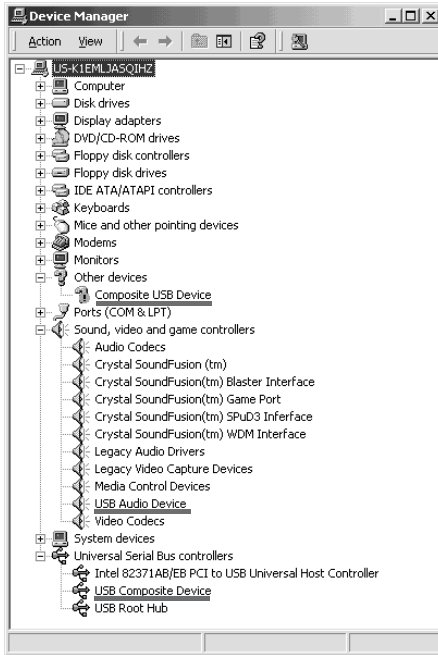 Device Manager
Action View
US-K1EMLJASQIHZ
Computer
Disk drives
Display adapters
DVD/CD-ROM drives
Floppy disk controllers
Floppy disk drives
IDE ATA/ATAPI controllers
Keyboards
Mice and other pointing devices
Modems
Monitors
Other devices
Composite USB Device
Ports (COM & LPT)
Sound, video and game controllers
Audio Codecs
Crystal SoundFusion (tm)
Crystal SoundFusion(tm) Blaster Interface
Crystal SoundFusion(tm) Game Port
Crystal SoundFusion(tm) SPuD3 Inferface
Crystal SoundFusion(tm) WDM Interface
Legacy Audio Drivers
Legacy Video Capture Devices
Media Control Devices
USB Audio Device
Video Codecs
System devices
Universal Serial Bus controllers
Intel 82371AB/EB PCI to USB Universal Host Controller
USB Composite Device
USB Root Hub